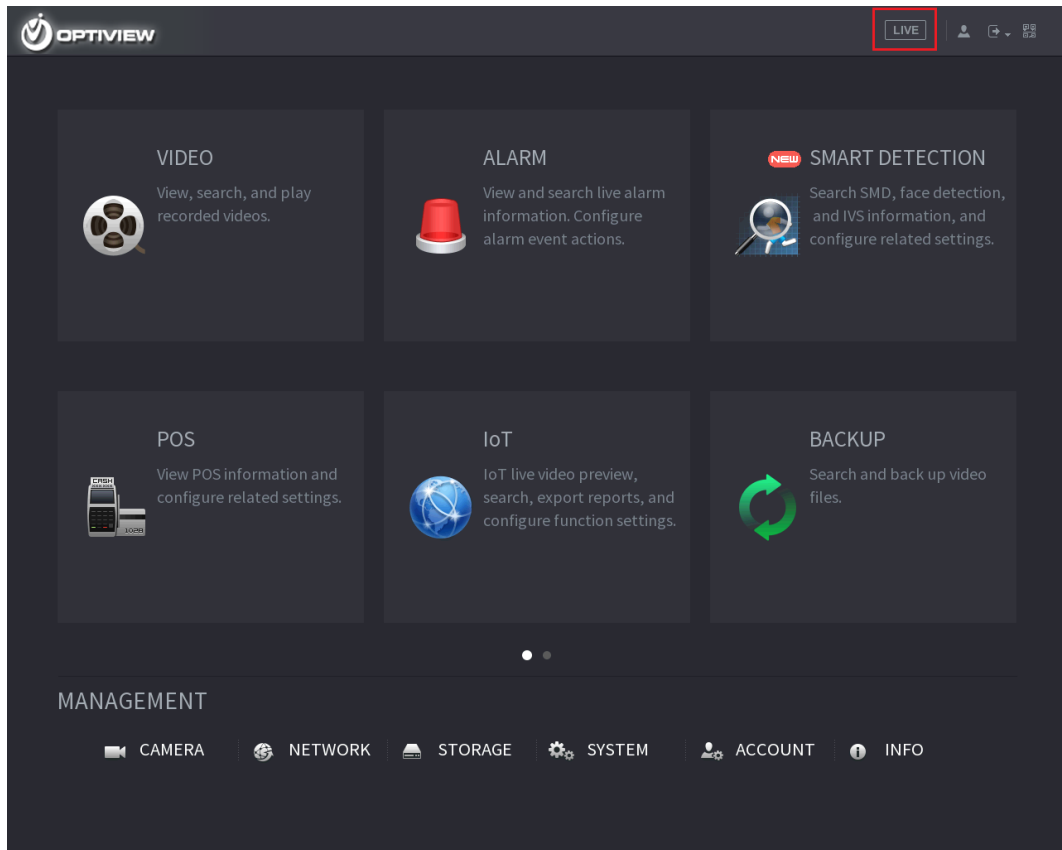 OPTIVIEW
LIVE
VIDEO
View, search, and play
recorded videos.
ALARM
View and search live alarm
information. Configure
alarm event actions.
NEW SMART DETECTION
Search SMD, face detection,
and IVS information, and
configure related settings.
POS
View POS information and
configure related settings.
CASH
1028
IoT
IoT live video preview,
search, export reports, and
configure function settings.
BACKUP
Search and back up video
files.
MANAGEMENT
CAMERA NETWORK STORAGE SYSTEM ACCOUNT INFO